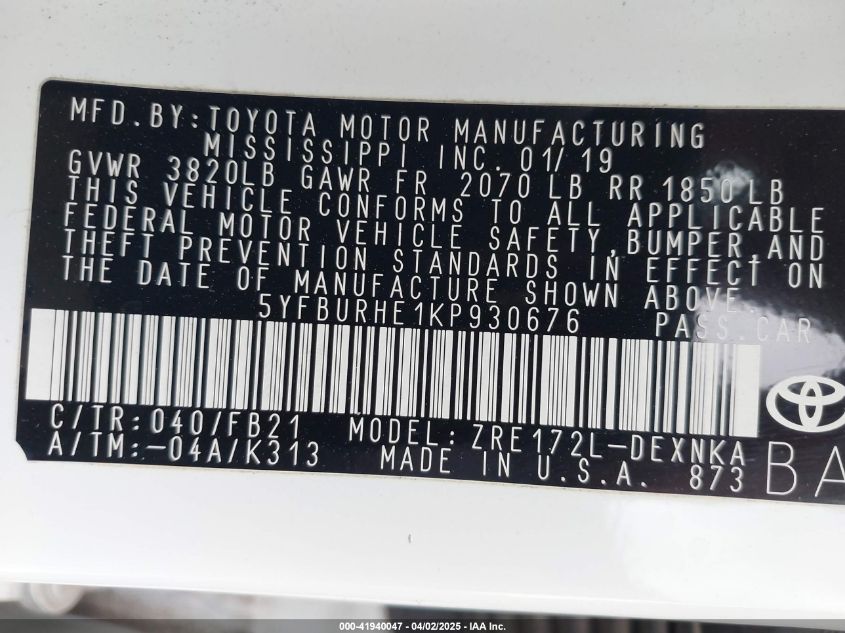 MFD.BY:TOYOTA MOTOR MANUFACTURING
MISSISSIPPI INC. 01/19
GVWR 3820LB GAWR FR 2070 LB RR 1850 LB
THIS VEHICLE CONFORMS TO ALL APPLICABLE
FEDERAL MOTOR VEHICLE SAFETY, BUMPER, AND
THEFT PREVENTION STANDARDS IN EFFECT ON
THE DATE OF MANUFACTURE SHOWN ABOVE.
5YFBURHE1KP930676 PASS.CAR
C/TR:040/FB21 MODEL:ZRE172L-DEXNKA
A/TM:-04A/K313 MADE IN U.S.A. 873
BA
000-41940047 - 04/02/2025 - IAA Inc.